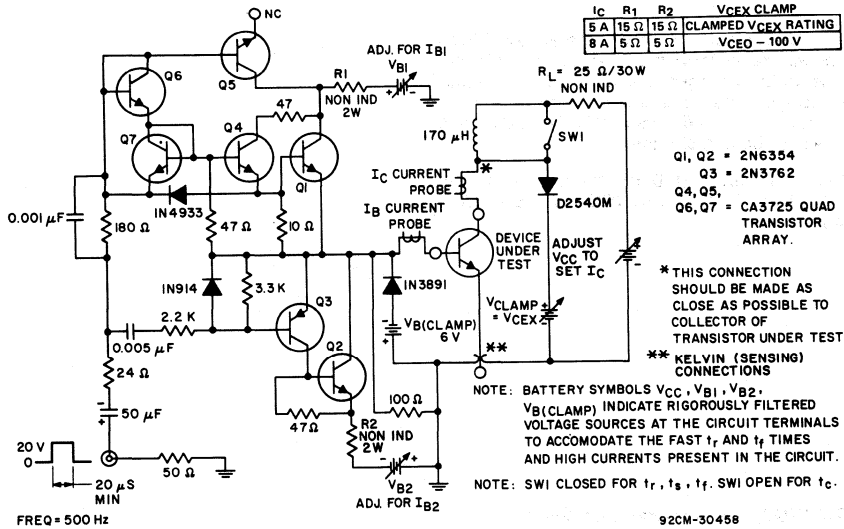 IC R1 R2 VCEX CLAMP
5 A 15 Ω 15 Ω CLAMPED VCEX RATING
8 A 5 Ω 5 Ω VCEO – 100 V
NC
ADJ. FOR IB1
VB1
+ -
RL = 25 Ω/30W
NON IND
Q6
Q5
R1
NON IND
2W
47
170 μH
SW1
Q7
Q4
Q1
IC CURRENT
PROBE
*
Q1, Q2 = 2N6354
Q3 = 2N3762
Q4, Q5,
Q6, Q7 = CA3725 QUAD
TRANSISTOR
ARRAY.
1N4933
D2540M
0.001 μF
180 Ω
47 Ω
10 Ω
IB CURRENT
PROBE
DEVICE
UNDER
TEST
ADJUST
VCC TO
SET IC
+
-
1N914
3.3 K
Q3
1N3891
VCLAMP +
= VCEX -
* THIS CONNECTION
SHOULD BE MADE AS
CLOSE AS POSSIBLE TO
COLLECTOR OF
TRANSISTOR UNDER TEST
2.2 K
0.005 μF
-
+
VB(CLAMP)
6 V
Q2
**
** KELVIN (SENSING)
CONNECTIONS
24 Ω
-
+
50 μF
47 Ω
100 Ω
R2
NON IND
2W
NOTE: BATTERY SYMBOLS VCC, VB1, VB2,
VB(CLAMP) INDICATE RIGOROUSLY FILTERED
VOLTAGE SOURCES AT THE CIRCUIT TERMINALS
TO ACCOMODATE THE FAST tr AND tf TIMES
AND HIGH CURRENTS PRESENT IN THE CIRCUIT.
20 V
0
50 Ω
- +
VB2
ADJ. FOR IB2
20 μS
MIN
NOTE: SW1 CLOSED FOR tr, ts, tf. SW1 OPEN FOR tc.
FREQ = 500 Hz
92CM-30458